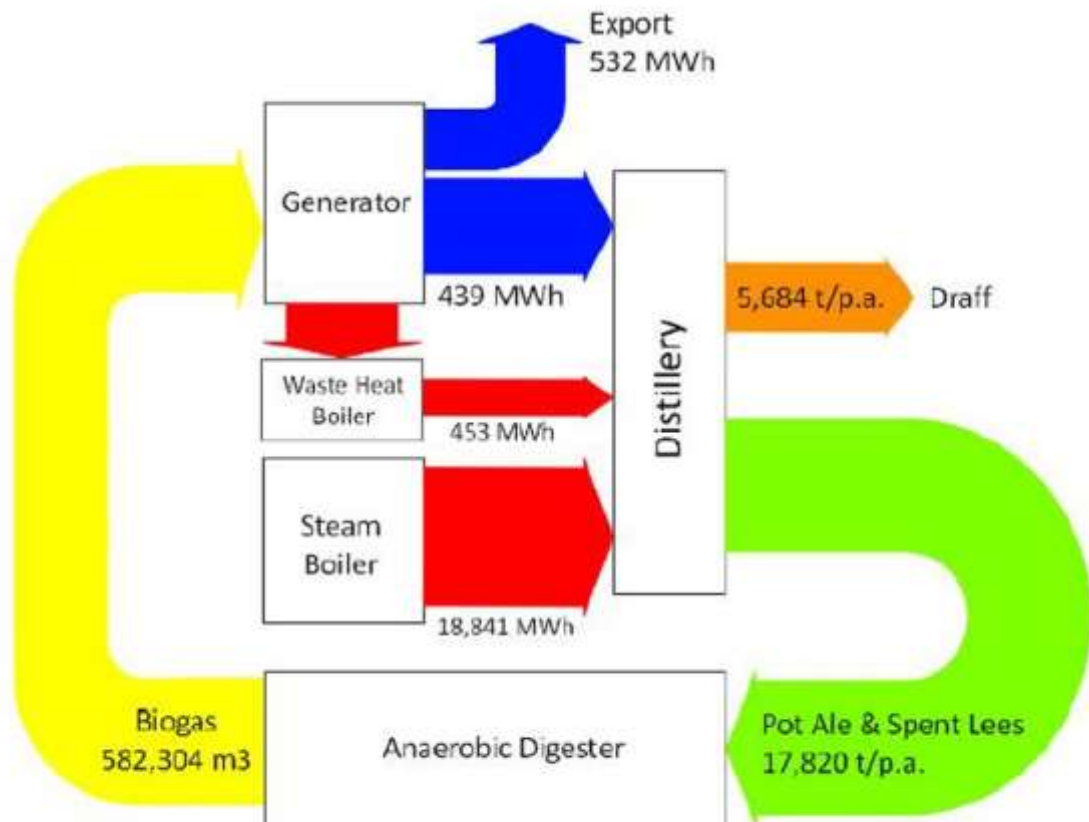 Export
532 MWh
Generator
439 MWh
5,684 t/p.a.
Draff
Waste Heat
Boiler
453 MWh
Distillery
Steam
Boiler
18,841 MWh
Biogas
582,304 m3
Anaerobic Digester
Pot Ale & Spent Lees
17,820 t/p.a.